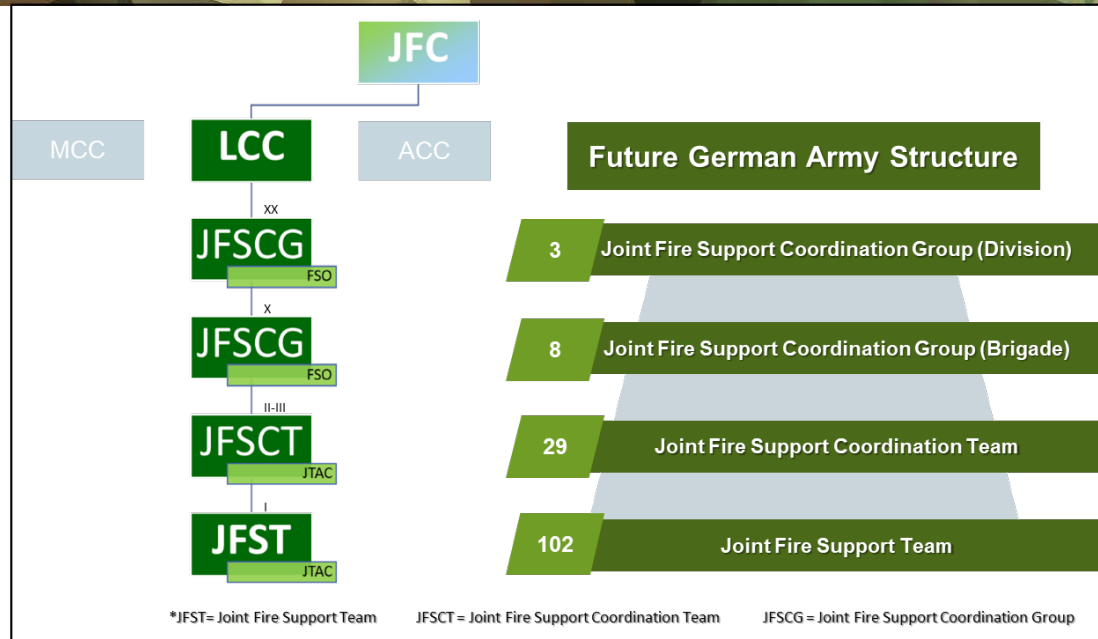 JFC
MCC
LCC
ACC
Future German Army Structure
XX
JFSCG
FSO
3
Joint Fire Support Coordination Group (Division)
X
JFSCG
FSO
8
Joint Fire Support Coordination Group (Brigade)
II-III
JFSCT
JTAC
29
Joint Fire Support Coordination Team
I
JFST
JTAC
102
Joint Fire Support Team
*JFST= Joint Fire Support Team JFSCT = Joint Fire Support Coordination Team JFSCG = Joint Fire Support Coordination Group